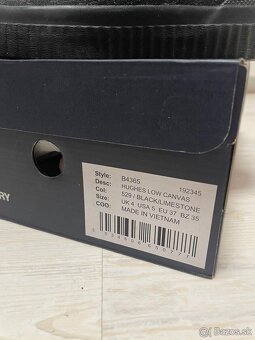 Style: B4365 192345
Desc: HUGHES LOW CANVAS
Col: 529 / BLACK/LIMESTONE
UK 4 USA 5 EU 37 BZ 35
COO: MADE IN VIETNAM
RY
bazos.sk